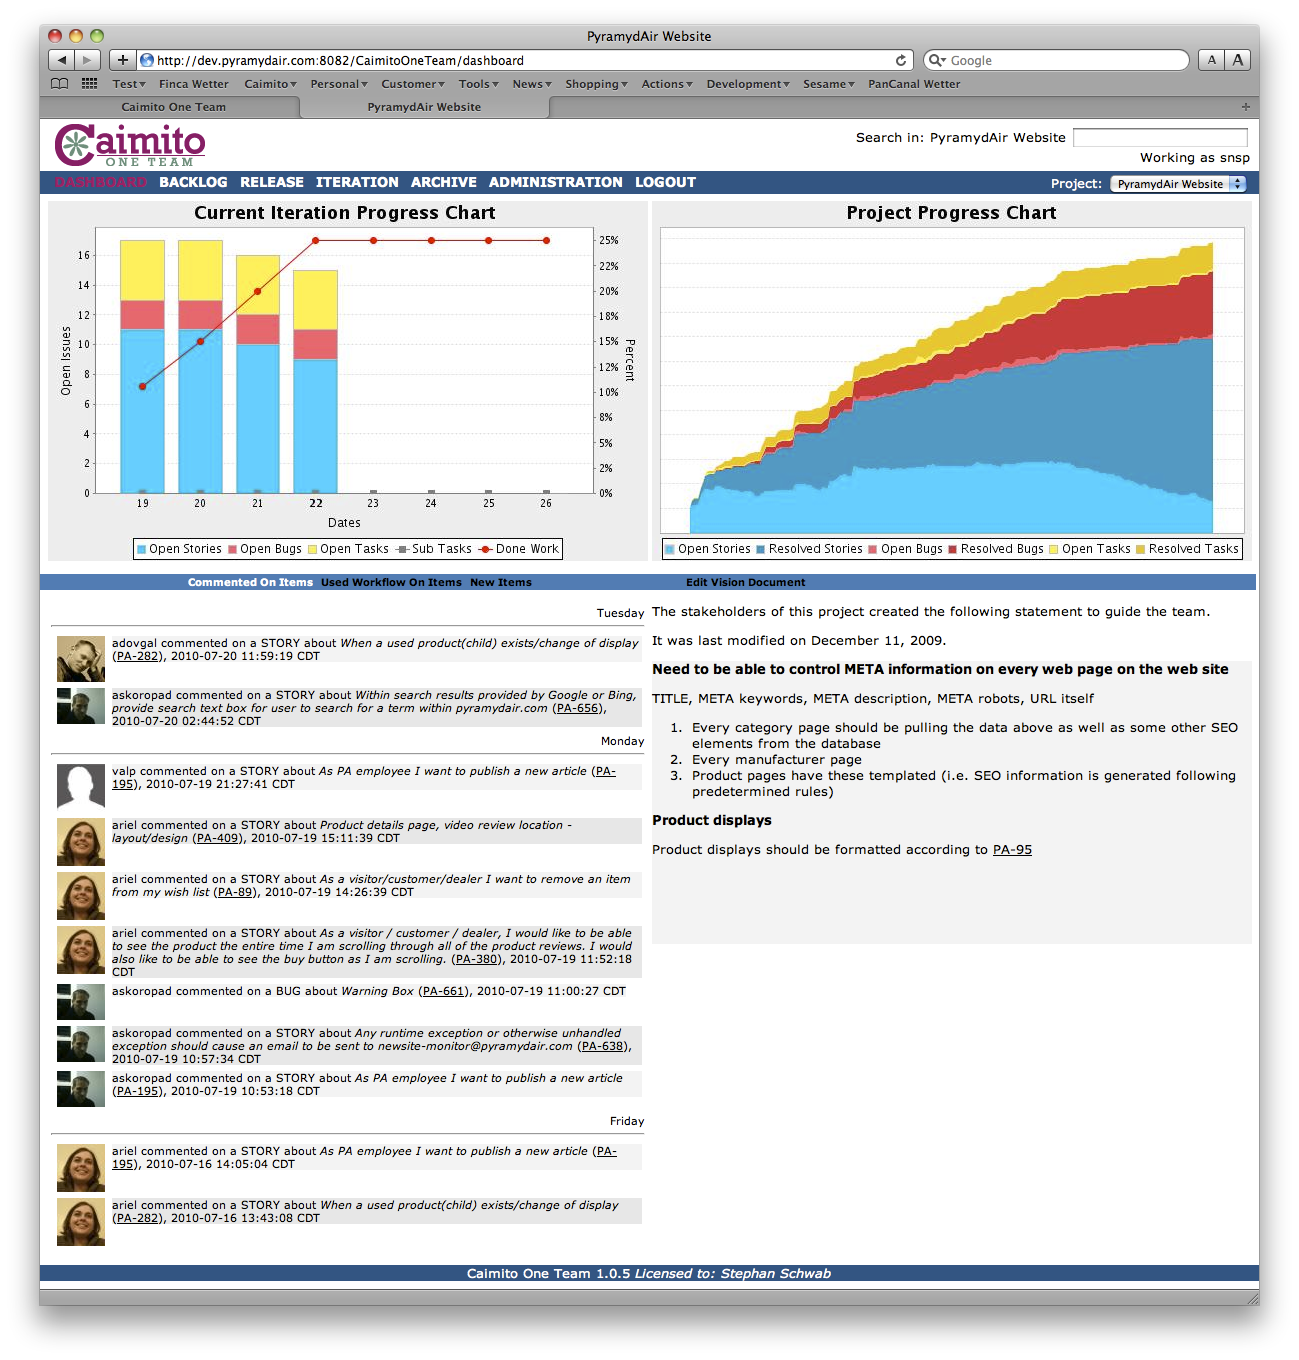 PyramydAir Website
http://dev.pyramydair.com:8082/CaimitoOneTeam/dashboard
Google
A A
Test Finca Wetter Caimito Personal Customer Tools News Shopping Actions Development Sesame PanCanal Wetter
Caimito One Team
PyramydAir Website
Caimito
ONE TEAM
Search in: PyramydAir Website
Working as snsp
DASHBOARD BACKLOG RELEASE ITERATION ARCHIVE ADMINISTRATION LOGOUT
Project: PyramydAir Website
Current Iteration Progress Chart
16
14
12
10
8
6
4
2
0
Open Issues
25%
22%
20%
18%
15%
12%
10%
8%
5%
2%
0%
Percent
19 20 21 22 23 24 25 26
Dates
Open Stories Open Bugs Open Tasks Sub Tasks Done Work
Project Progress Chart
Open Stories Resolved Stories Open Bugs Resolved Bugs Open Tasks Resolved Tasks
Commented On Items Used Workflow On Items New Items
Edit Vision Document
Tuesday
adovgal commented on a STORY about When a used product(child) exists/change of display
(PA-282), 2010-07-20 11:59:19 CDT
askoropad commented on a STORY about Within search results provided by Google or Bing,
provide search text box for user to search for a term within pyramydair.com (PA-656),
2010-07-20 02:44:52 CDT
Monday
valp commented on a STORY about As PA employee I want to publish a new article (PA-
195), 2010-07-19 21:27:41 CDT
ariel commented on a STORY about Product details page, video review location -
layout/design (PA-409), 2010-07-19 15:11:39 CDT
ariel commented on a STORY about As a visitor/customer/dealer I want to remove an item
from my wish list (PA-89), 2010-07-19 14:26:39 CDT
ariel commented on a STORY about As a visitor / customer / dealer, I would like to be able
to see the product the entire time I am scrolling through all of the product reviews. I would
also like to be able to see the buy button as I am scrolling. (PA-380), 2010-07-19 11:52:18
CDT
askoropad commented on a BUG about Warning Box (PA-661), 2010-07-19 11:00:27 CDT
askoropad commented on a STORY about Any runtime exception or otherwise unhandled
exception should cause an email to be sent to newsite-monitor@pyramydair.com (PA-638),
2010-07-19 10:57:34 CDT
askoropad commented on a STORY about As PA employee I want to publish a new article
(PA-195), 2010-07-19 10:53:18 CDT
Friday
ariel commented on a STORY about As PA employee I want to publish a new article (PA-
195), 2010-07-16 14:05:04 CDT
ariel commented on a STORY about When a used product(child) exists/change of display
(PA-282), 2010-07-16 13:43:08 CDT
The stakeholders of this project created the following statement to guide the team.
It was last modified on December 11, 2009.
Need to be able to control META information on every web page on the web site
TITLE, META keywords, META description, META robots, URL itself
1. Every category page should be pulling the data above as well as some other SEO
elements from the database
2. Every manufacturer page
3. Product pages have these templated (i.e. SEO information is generated following
predetermined rules)
Product displays
Product displays should be formatted according to PA-95
Caimito One Team 1.0.5 Licensed to: Stephan Schwab